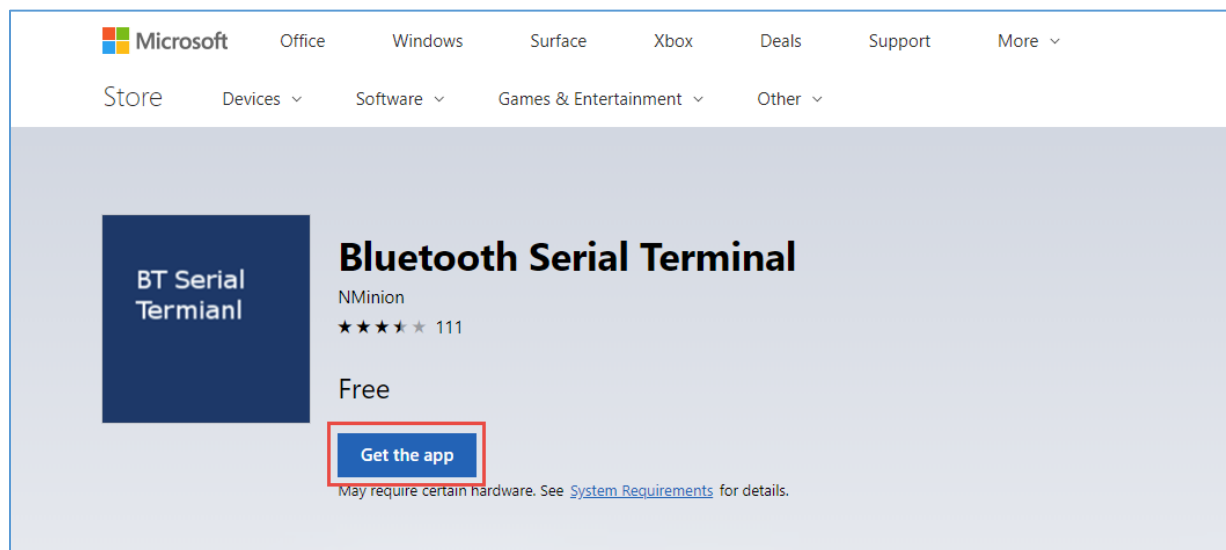 Microsoft Office Windows Surface Xbox Deals Support More
Store Devices Software Games & Entertainment Other
BT Serial
Termianl
Bluetooth Serial Terminal
NMinion
111
Free
Get the app
May require certain hardware. See System Requirements for details.